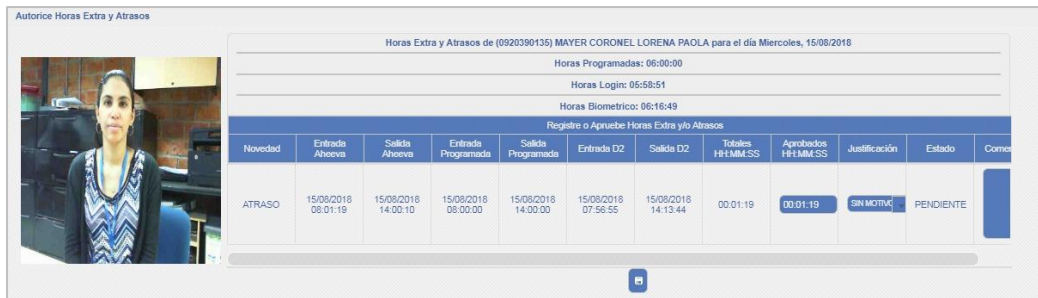 Autorice Horas Extra y Atrasos
Horas Extra y Atrasos de (0920390135) MAYER CORONEL LORENA PAOLA para el día Miercoles, 15/08/2018
Horas Programadas: 06:00:00
Horas Login: 05:58:51
Horas Biometrico: 06:16:49
Registre o Apruebe Horas Extra y/o Atrasos
Novedad Entrada Aheeva Salida Aheeva Entrada Programada Salida Programada Entrada D2 Salida D2 Totales HH:MM:SS Aprobados HH:MM:SS Justificación Estado Comer
ATRASO 15/08/2018 08:01:19 15/08/2018 14:00:10 15/08/2018 08:00:00 15/08/2018 14:00:00 15/08/2018 07:56:55 15/08/2018 14:13:44 00:01:19 00:01:19 SIN MOTIVO PENDIENTE